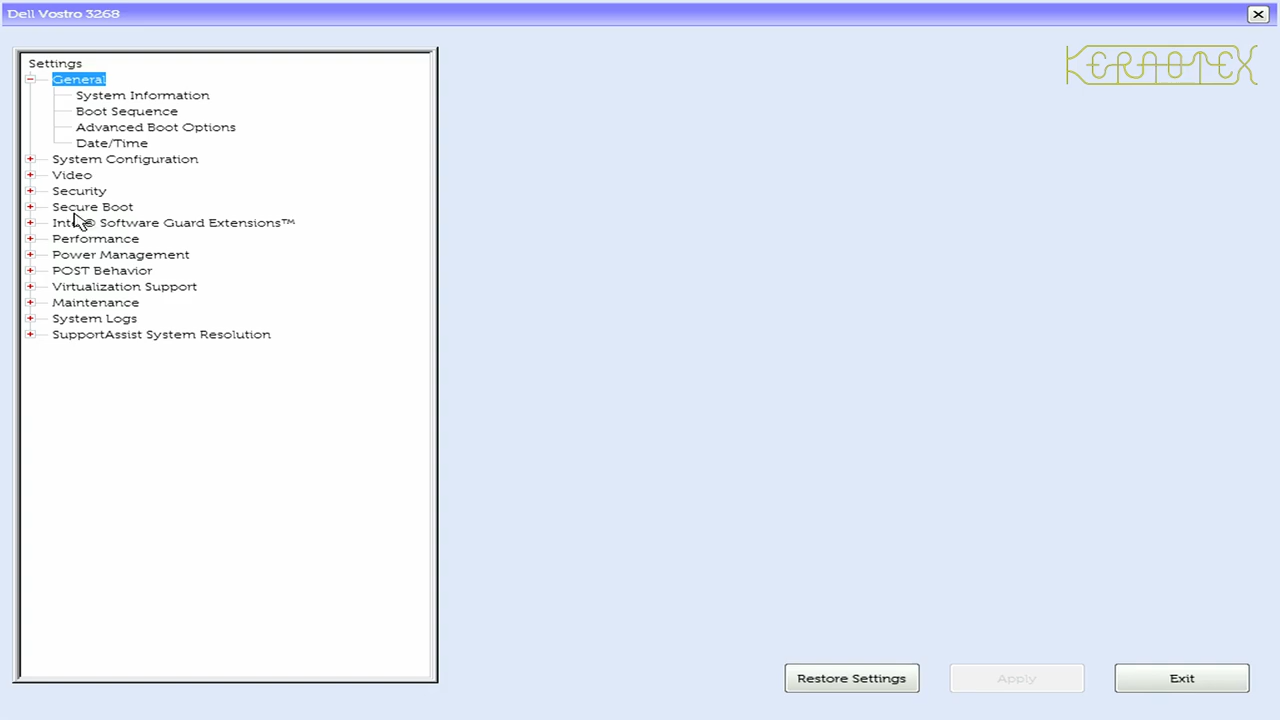 Dell Vostro 3268
KERAOTEX
Settings
General
System Information
Boot Sequence
Advanced Boot Options
Date/Time
System Configuration
Video
Security
Secure Boot
Intel® Software Guard Extensions™
Performance
Power Management
POST Behavior
Virtualization Support
Maintenance
System Logs
SupportAssist System Resolution
Restore Settings
Apply
Exit